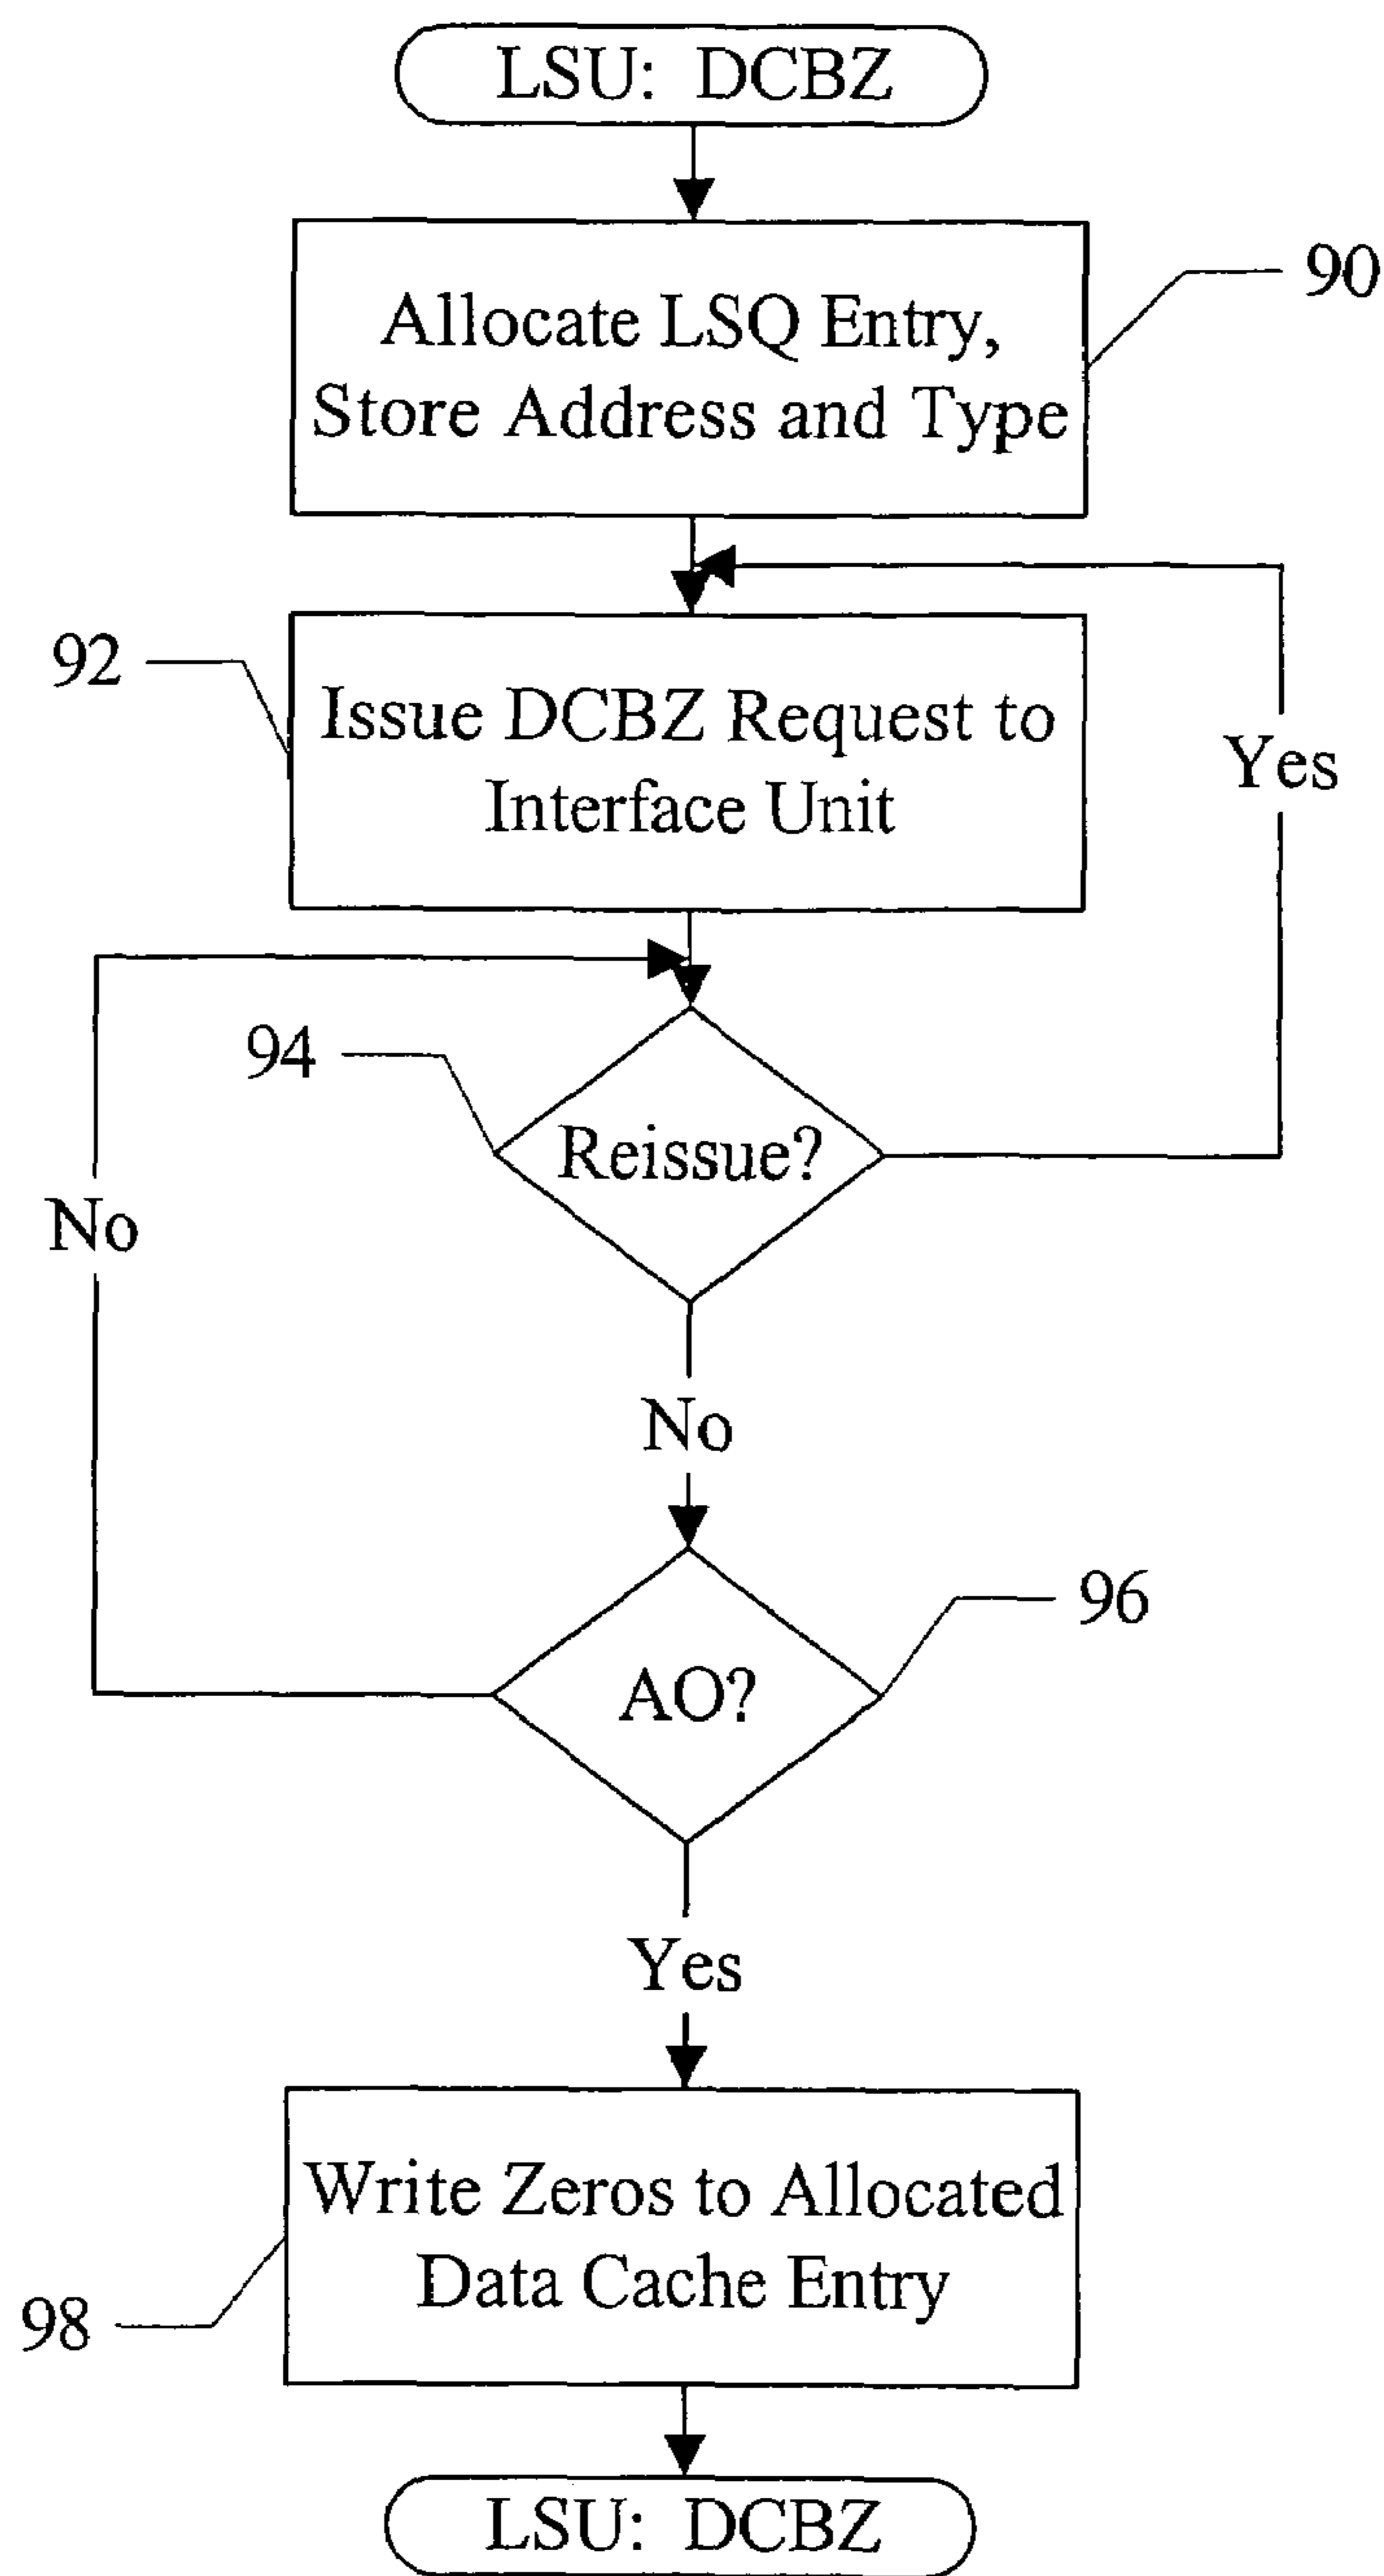 LSU: DCBZ
Allocate LSQ Entry,
Store Address and Type
90
92
Issue DCBZ Request to
Interface Unit
Yes
94
Reissue?
No
No
AO?
96
Yes
Write Zeros to Allocated
Data Cache Entry
98
LSU: DCBZ